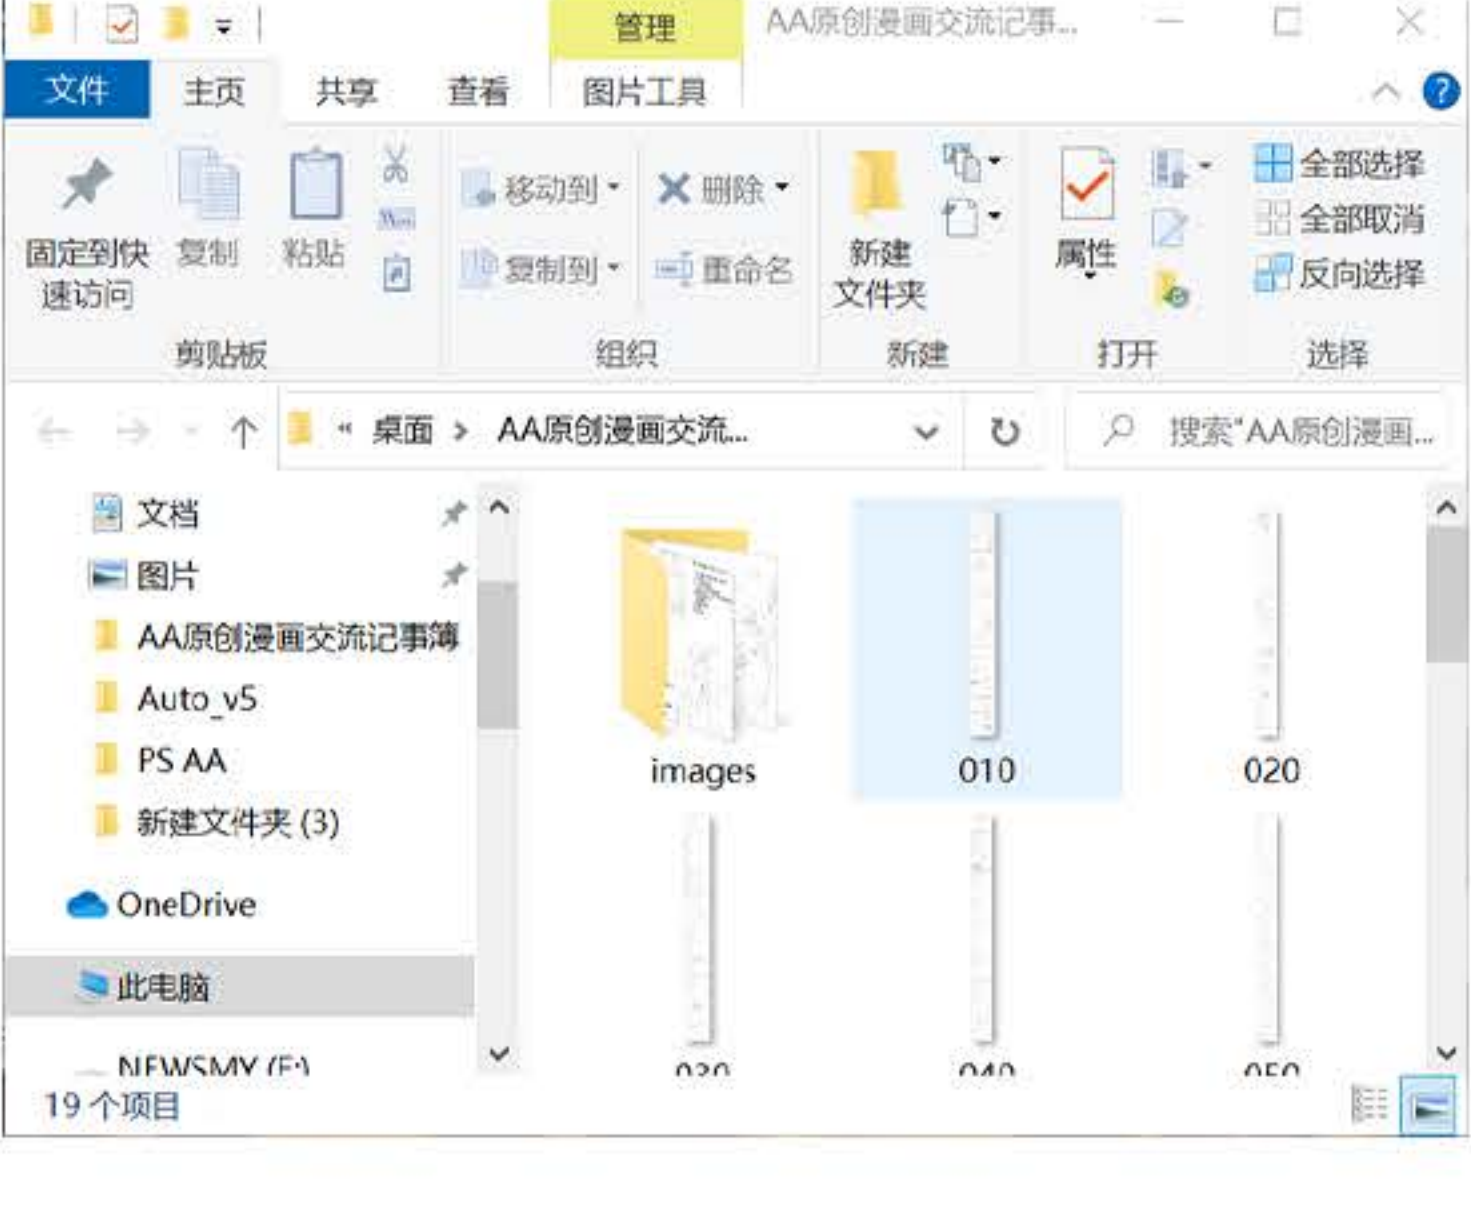 管理
AA原创漫画交流记事...
文件
主页
共享
查看
图片工具
固定到快
速访问
复制
粘贴
移动到
复制到
删除
重命名
新建
文件夹
属性
全部选择
全部取消
反向选择
剪贴板
组织
新建
打开
选择
« 桌面 > AA原创漫画交流...
搜索"AA原创漫画...
文档
图片
AA原创漫画交流记事簿
Auto_v5
PS AA
新建文件夹 (3)
OneDrive
此电脑
NEWSMY (F:)
images
010
020
030
040
050
19 个项目